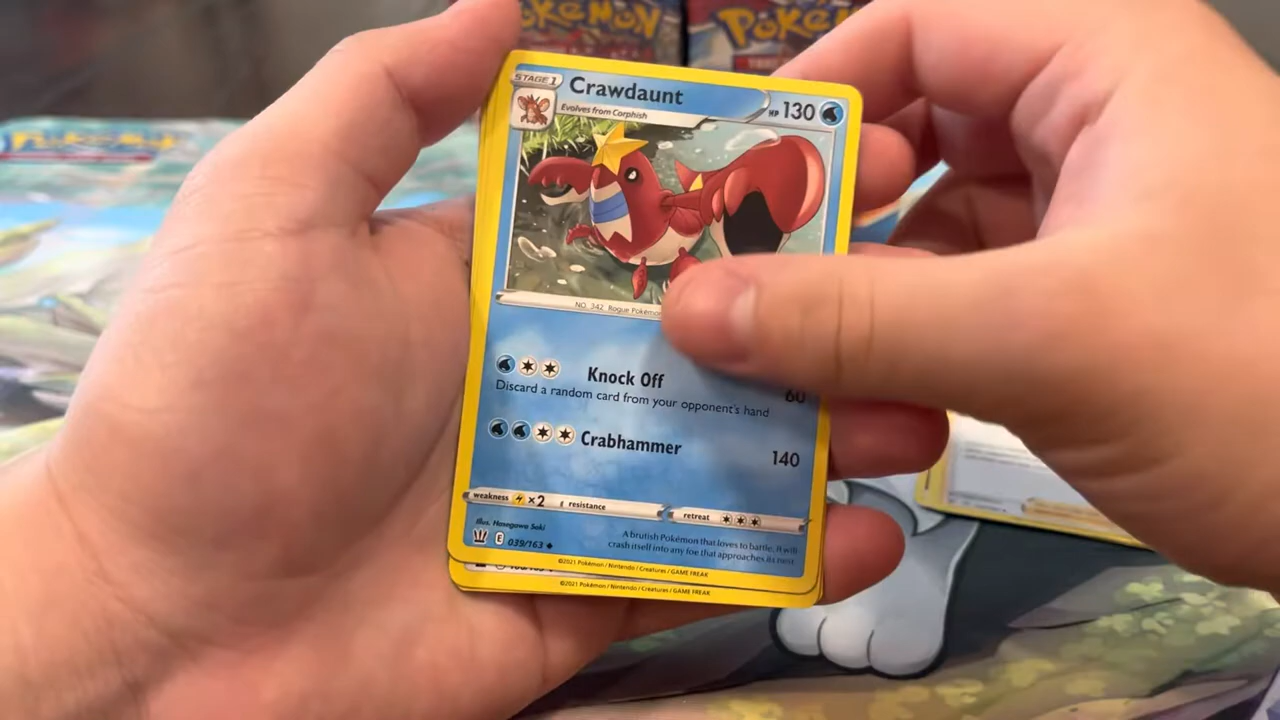 POKéMON
POKéMON
POKéMON
STAGE 1
Crawdaunt
HP 130
Evolves from Corphish
NO. 342 Rogue Pokémon
Knock Off
60
Discard a random card from your opponent's hand
Crabhammer
140
weakness ×2 resistance
retreat
Illus. Hasegawa Saki
A brutish Pokémon that loves to battle. It will
crash itself into any foe that approaches its nest
E 039/163
©2021 Pokémon / Nintendo / Creatures / GAME FREAK
©2021 Pokémon / Nintendo / Creatures / GAME FREAK